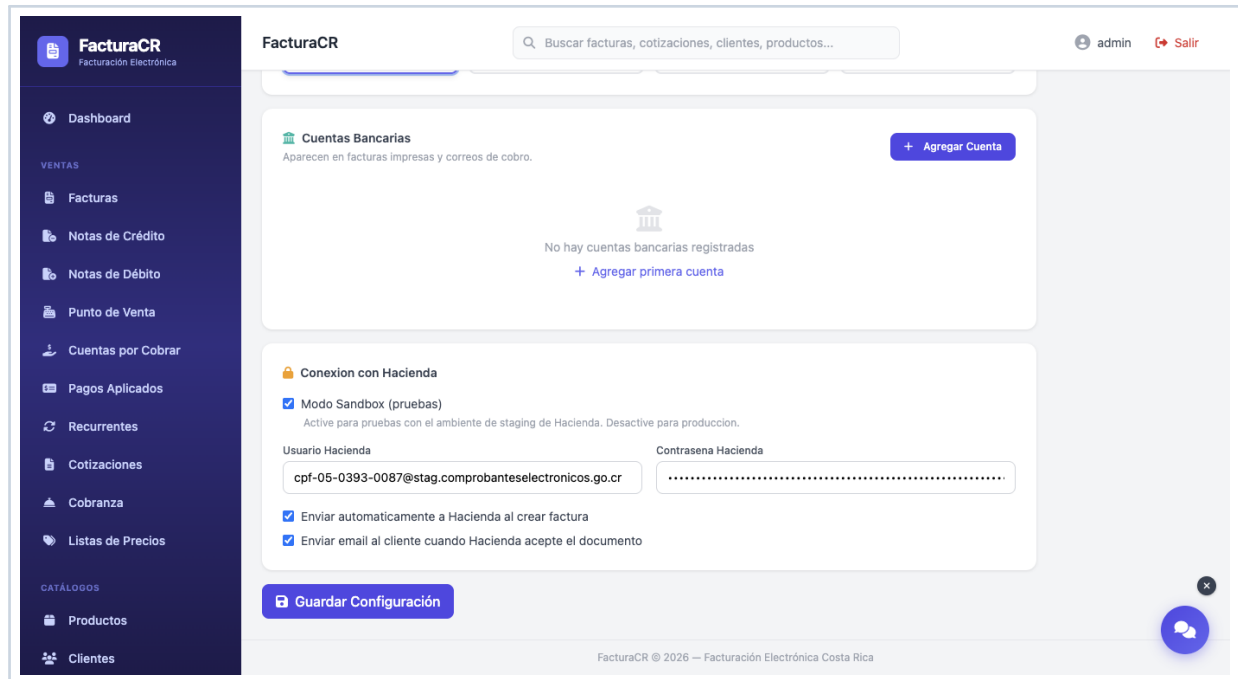 FacturaCR
Facturación Electrónica
Dashboard
VENTAS
Facturas
Notas de Crédito
Notas de Débito
Punto de Venta
Cuentas por Cobrar
Pagos Aplicados
Recurrentes
Cotizaciones
Cobranza
Listas de Precios
CATÁLOGOS
Productos
Clientes
FacturaCR
Buscar facturas, cotizaciones, clientes, productos...
admin
Salir
Cuentas Bancarias
Aparecen en facturas impresas y correos de cobro.
+ Agregar Cuenta
No hay cuentas bancarias registradas
+ Agregar primera cuenta
Conexion con Hacienda
Modo Sandbox (pruebas)
Active para pruebas con el ambiente de staging de Hacienda. Desactive para produccion.
Usuario Hacienda
cpf-05-0393-0087@stag.comprobanteselectronicos.go.cr
Contrasena Hacienda
Enviar automaticamente a Hacienda al crear factura
Enviar email al cliente cuando Hacienda acepte el documento
Guardar Configuración
FacturaCR © 2026 — Facturación Electrónica Costa Rica